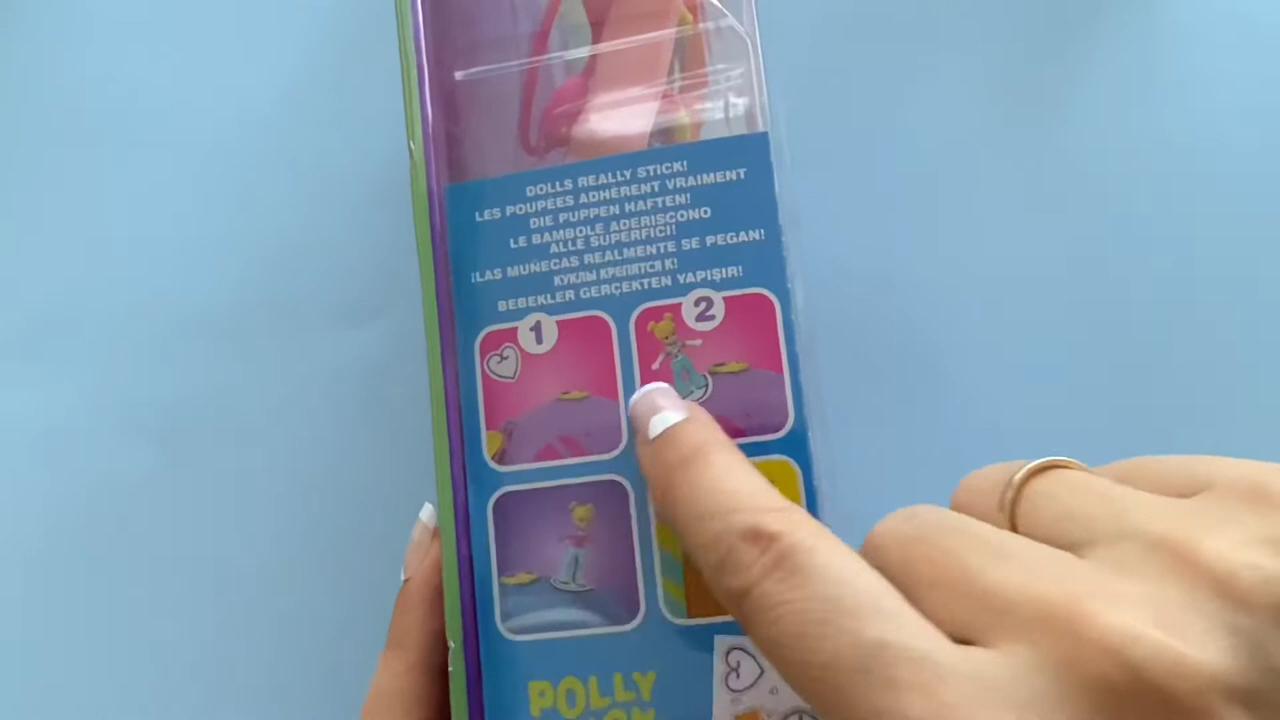 DOLLS REALLY STICK!
LES POUPÉES ADHÈRENT VRAIMENT
DIE PUPPEN HAFTEN!
LE BAMBOLE ADERISCONO
ALLE SUPERFICI!
¡LAS MUÑECAS REALMENTE SE PEGAN!
КУКЛЫ КРЕПЯТСЯ К!
BEBEKLER GERÇEKTEN YAPIŞIR!
1
2
POLLY